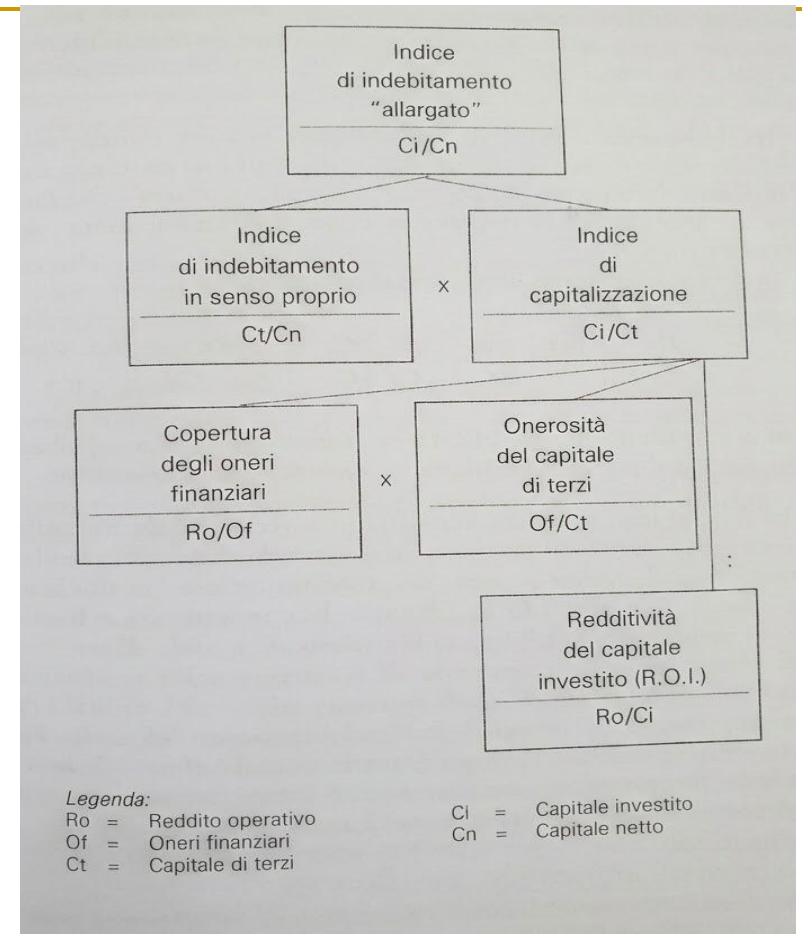 Indice
di indebitamento
"allargato"
Ci/Cn
Indice
di indebitamento
in senso proprio
Ct/Cn
x
Indice
di
capitalizzazione
Ci/Ct
Copertura
degli oneri
finanziari
Ro/Of
x
Onerosità
del capitale
di terzi
Of/Ct
:
Redditività
del capitale
investito (R.O.I.)
Ro/Ci
Legenda:
Ro = Reddito operativo
Of = Oneri finanziari
Ct = Capitale di terzi
Ci = Capitale investito
Cn = Capitale netto